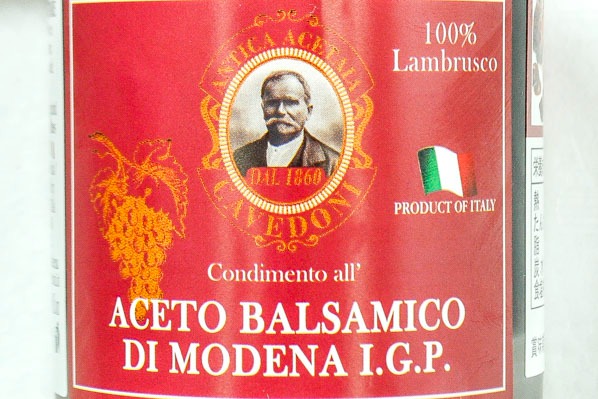 ANTICA ACETAIA
DAL 1860
CAVEDONI
100%
Lambrusco
PRODUCT OF ITALY
Condimento all'
ACETO BALSAMICO
DI MODENA I.G.P.